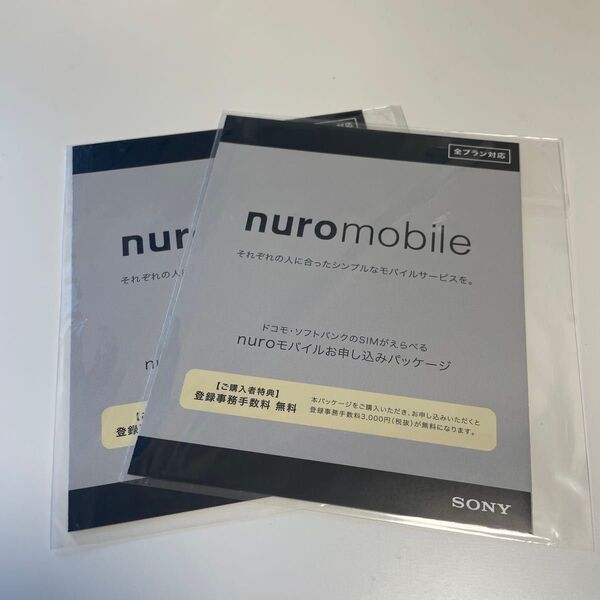 全プラン対応
nuromobile
それぞれの人に合ったシンプルなモバイルサービスを。
ドコモ・ソフトバンクのSIMがえらべる
nuroモバイルお申し込みパッケージ
【ご購入者特典】
登録事務手数料 無料
本パッケージをご購入いただき、お申し込みいただくと
登録事務手数料3,000円(税抜)が無料になります。
SONY
対応
nuro
それぞれの人に
nu
【ご
登録事